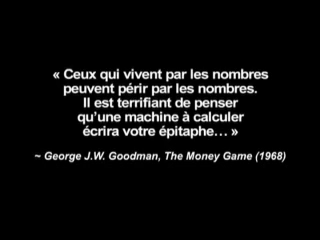 « Ceux qui vivent par les nombres
peuvent périr par les nombres.
Il est terrifiant de penser
qu’une machine à calculer
écrira votre épitaphe… »
~ George J.W. Goodman, The Money Game (1968)